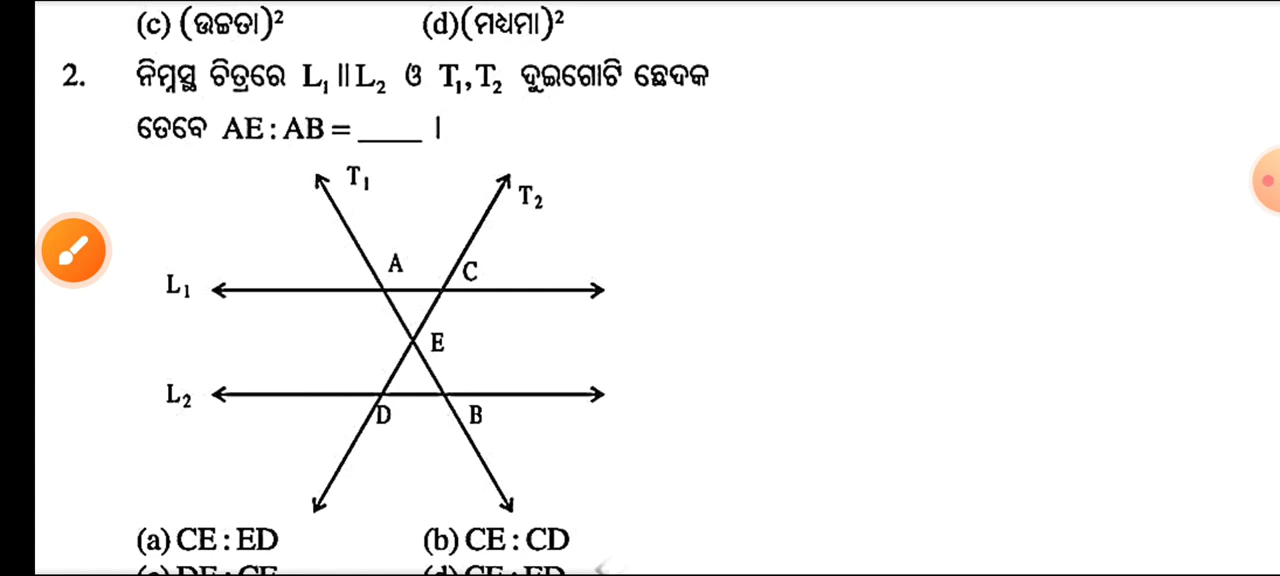 (c) (ଉଚ୍ଚତା)² (d)(ମଧ୍ୟମା)²
2. ନିମ୍ନସ୍ଥ ଚିତ୍ରରେ L₁ || L₂ ଓ T₁, T₂ ଦୁଇଗୋଟି ଛେଦକ
ତେବେ AE : AB = ____ ।
T₁
T₂
A
C
L₁
E
L₂
D
B
(a) CE : ED (b) CE : CD